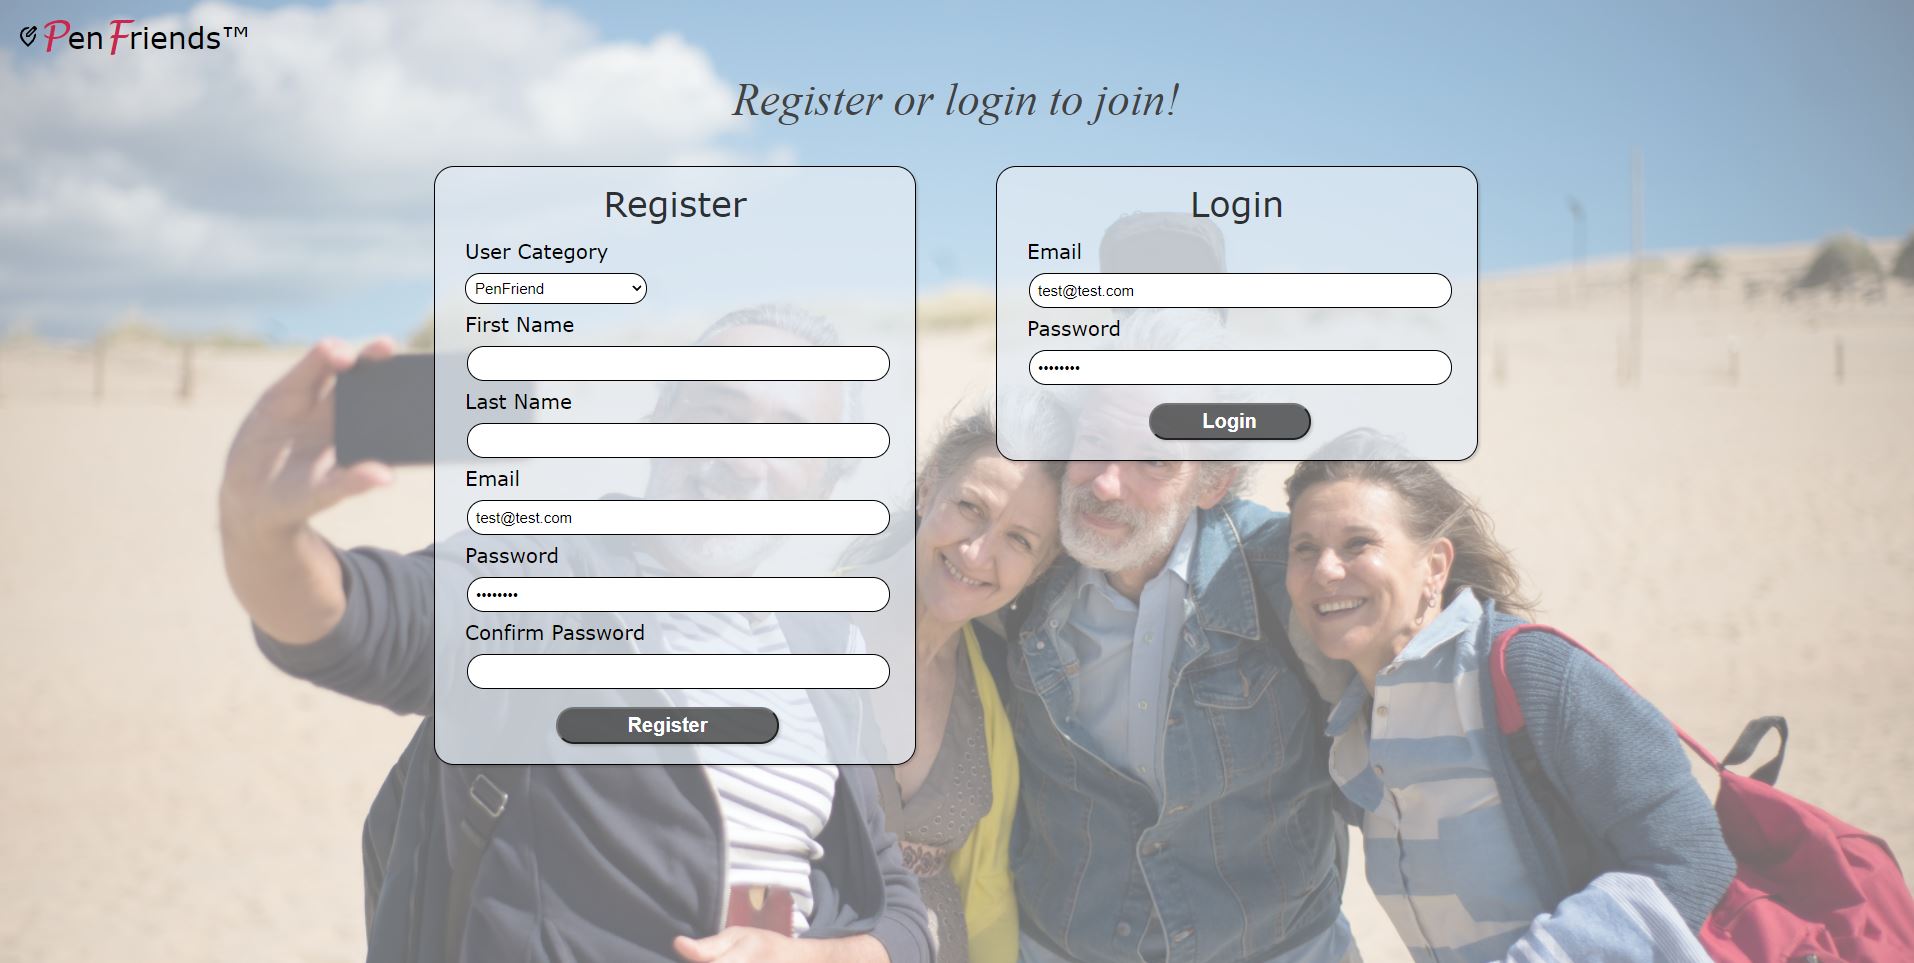 PenFriends™
Register or login to join!
Register
User Category
PenFriend
First Name
Last Name
Email
test@test.com
Password
••••••••
Confirm Password
Register
Login
Email
test@test.com
Password
••••••••
Login